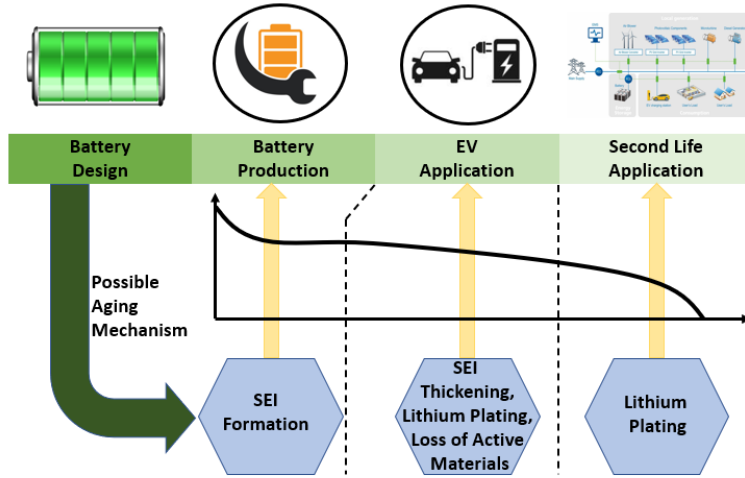 Battery
Design
Battery
Production
EV
Application
Second Life
Application
Possible
Aging
Mechanism
SEI
Formation
SEI
Thickening,
Lithium Plating,
Loss of Active
Materials
Lithium
Plating